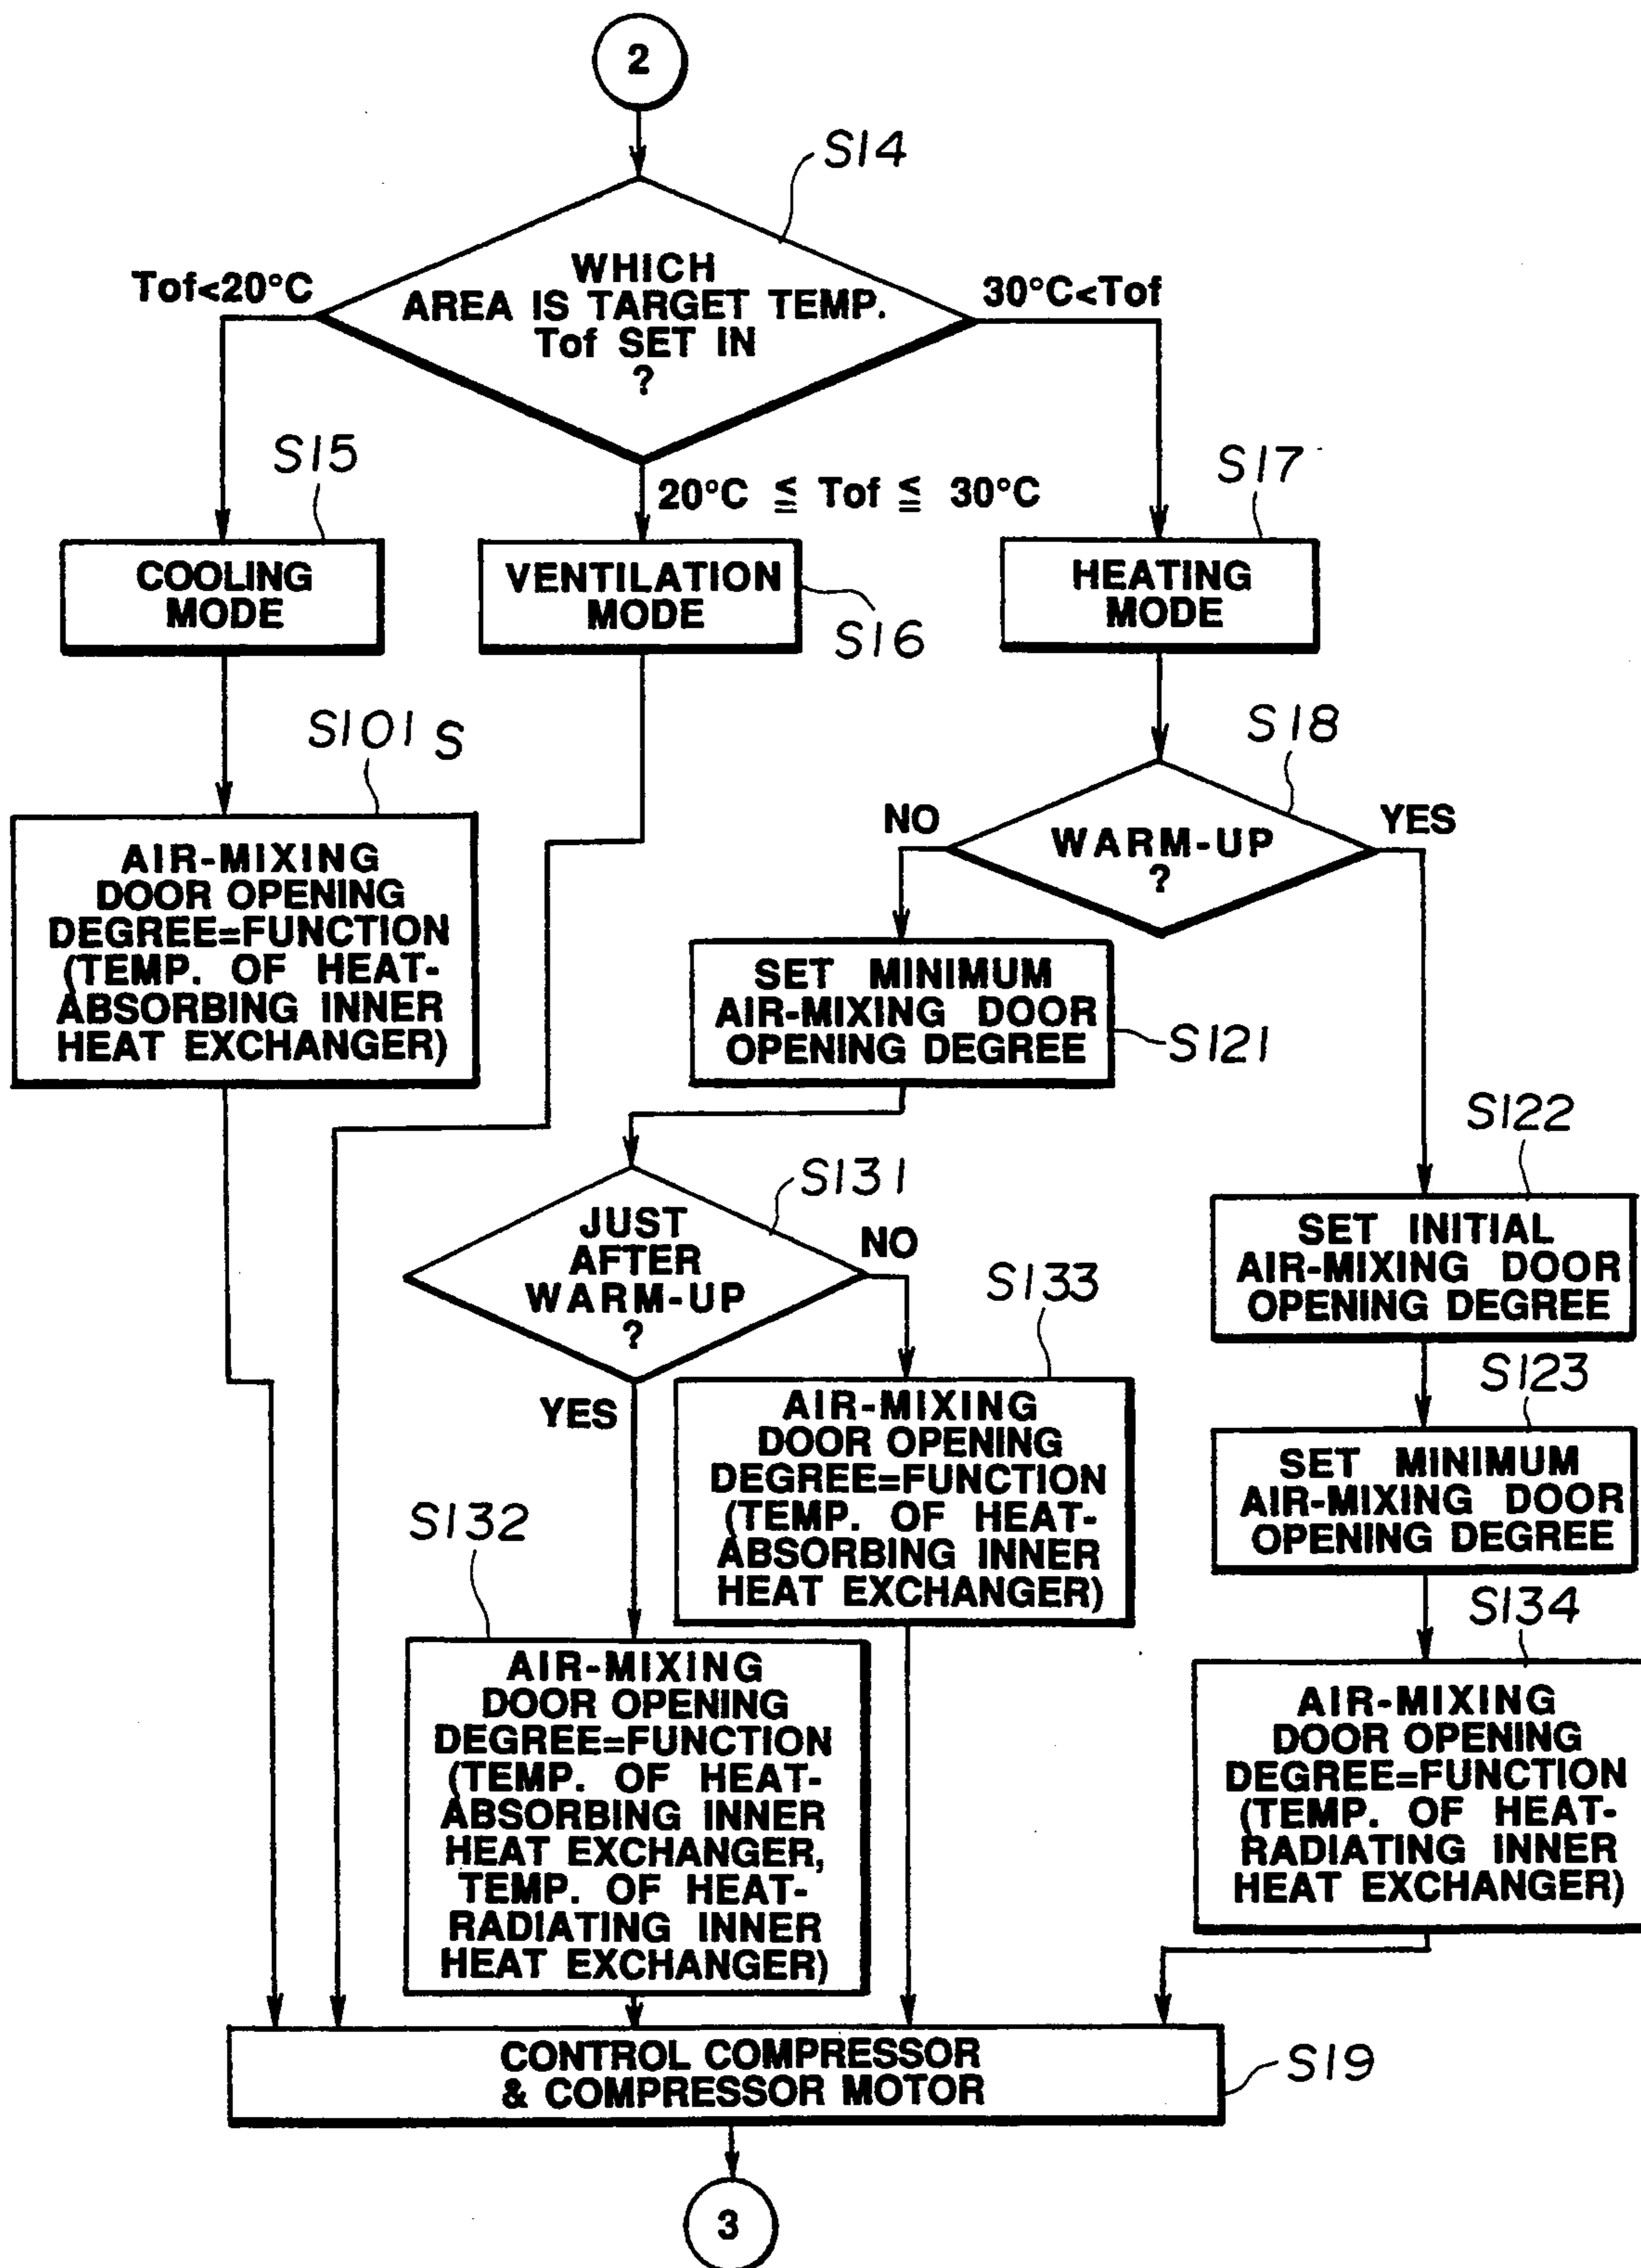 2
S14
WHICH
AREA IS TARGET TEMP.
Tof SET IN
?
Tof<20°C
30°C<Tof
20°C ≦ Tof ≦ 30°C
S15
COOLING
MODE
VENTILATION
MODE
S16
S17
HEATING
MODE
S101 S
AIR-MIXING
DOOR OPENING
DEGREE=FUNCTION
(TEMP. OF HEAT-
ABSORBING INNER
HEAT EXCHANGER)
S18
NO
WARM-UP
?
YES
SET MINIMUM
AIR-MIXING DOOR
OPENING DEGREE
S121
S122
SET INITIAL
AIR-MIXING DOOR
OPENING DEGREE
S131
JUST
AFTER
WARM-UP
?
NO
YES
S133
AIR-MIXING
DOOR OPENING
DEGREE=FUNCTION
(TEMP. OF HEAT-
ABSORBING INNER
HEAT EXCHANGER)
S123
SET MINIMUM
AIR-MIXING DOOR
OPENING DEGREE
S132
AIR-MIXING
DOOR OPENING
DEGREE=FUNCTION
(TEMP. OF HEAT-
ABSORBING INNER
HEAT EXCHANGER,
TEMP. OF HEAT-
RADIATING INNER
HEAT EXCHANGER)
S134
AIR-MIXING
DOOR OPENING
DEGREE=FUNCTION
(TEMP. OF HEAT-
RADIATING INNER
HEAT EXCHANGER)
CONTROL COMPRESSOR
& COMPRESSOR MOTOR
S19
3